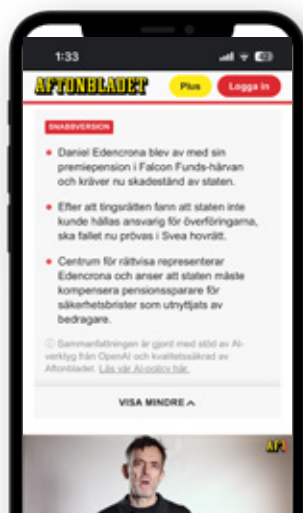 1:33
AFTONBLADET Plus Logga in
SNABBVERSION
Daniel Edencrona blev av med sin
premiepension i Falcon Funds-härvan
och kräver nu skadestånd av staten.
Efter att tingsrätten fann att staten inte
kunde hållas ansvarig för överföringarna,
ska fallet nu prövas i Svea hovrätt.
Centrum för rättvisa representerar
Edencrona och anser att staten måste
kompensera pensionssparare för
säkerhetsbrister som utnyttjats av
bedragare.
Sammanfattningen är gjord med stöd av AI-
verktyg från OpenAI och kvalitetssäkrad av
Aftonbladet. Läs vår AI-policy här.
VISA MINDRE